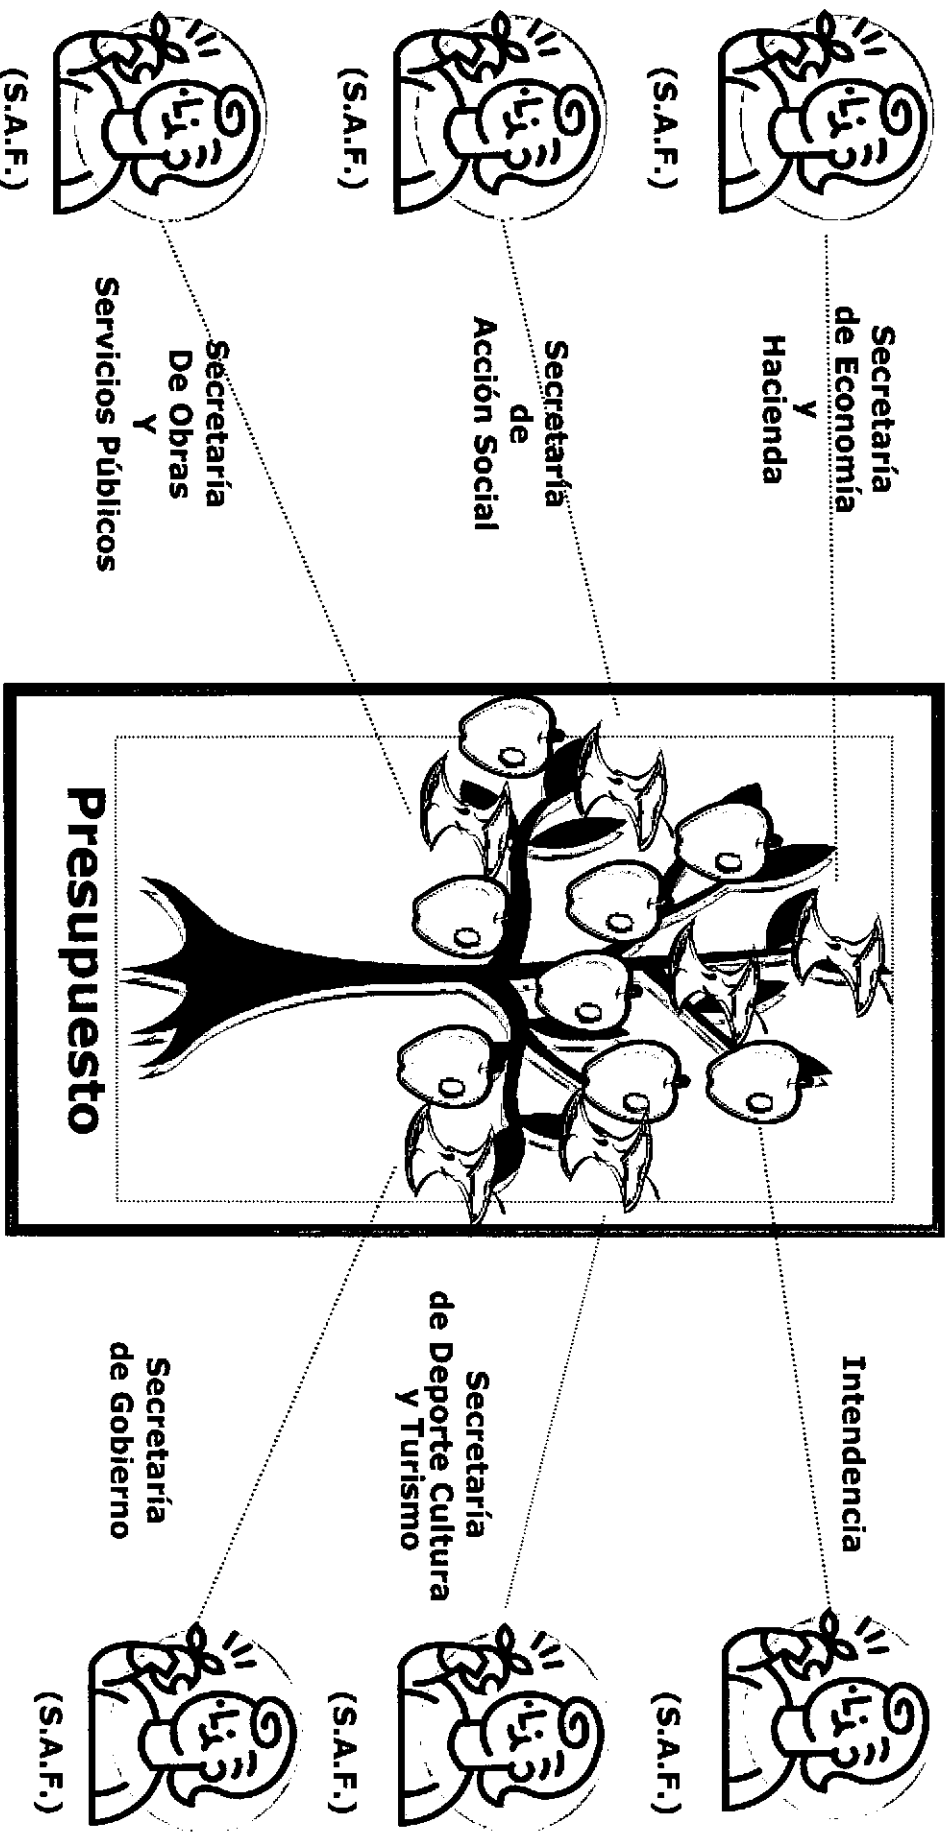 Secretaría
de Economía
y
Hacienda
(S.A.F.)
Secretaría
de
Acción Social
(S.A.F.)
Secretaría
De Obras
Y
Servicios Públicos
(S.A.F.)
Presupuesto
Intendencia
(S.A.F.)
Secretaría
de Deporte Cultura
y Turismo
(S.A.F.)
Secretaría
de Gobierno
(S.A.F.)